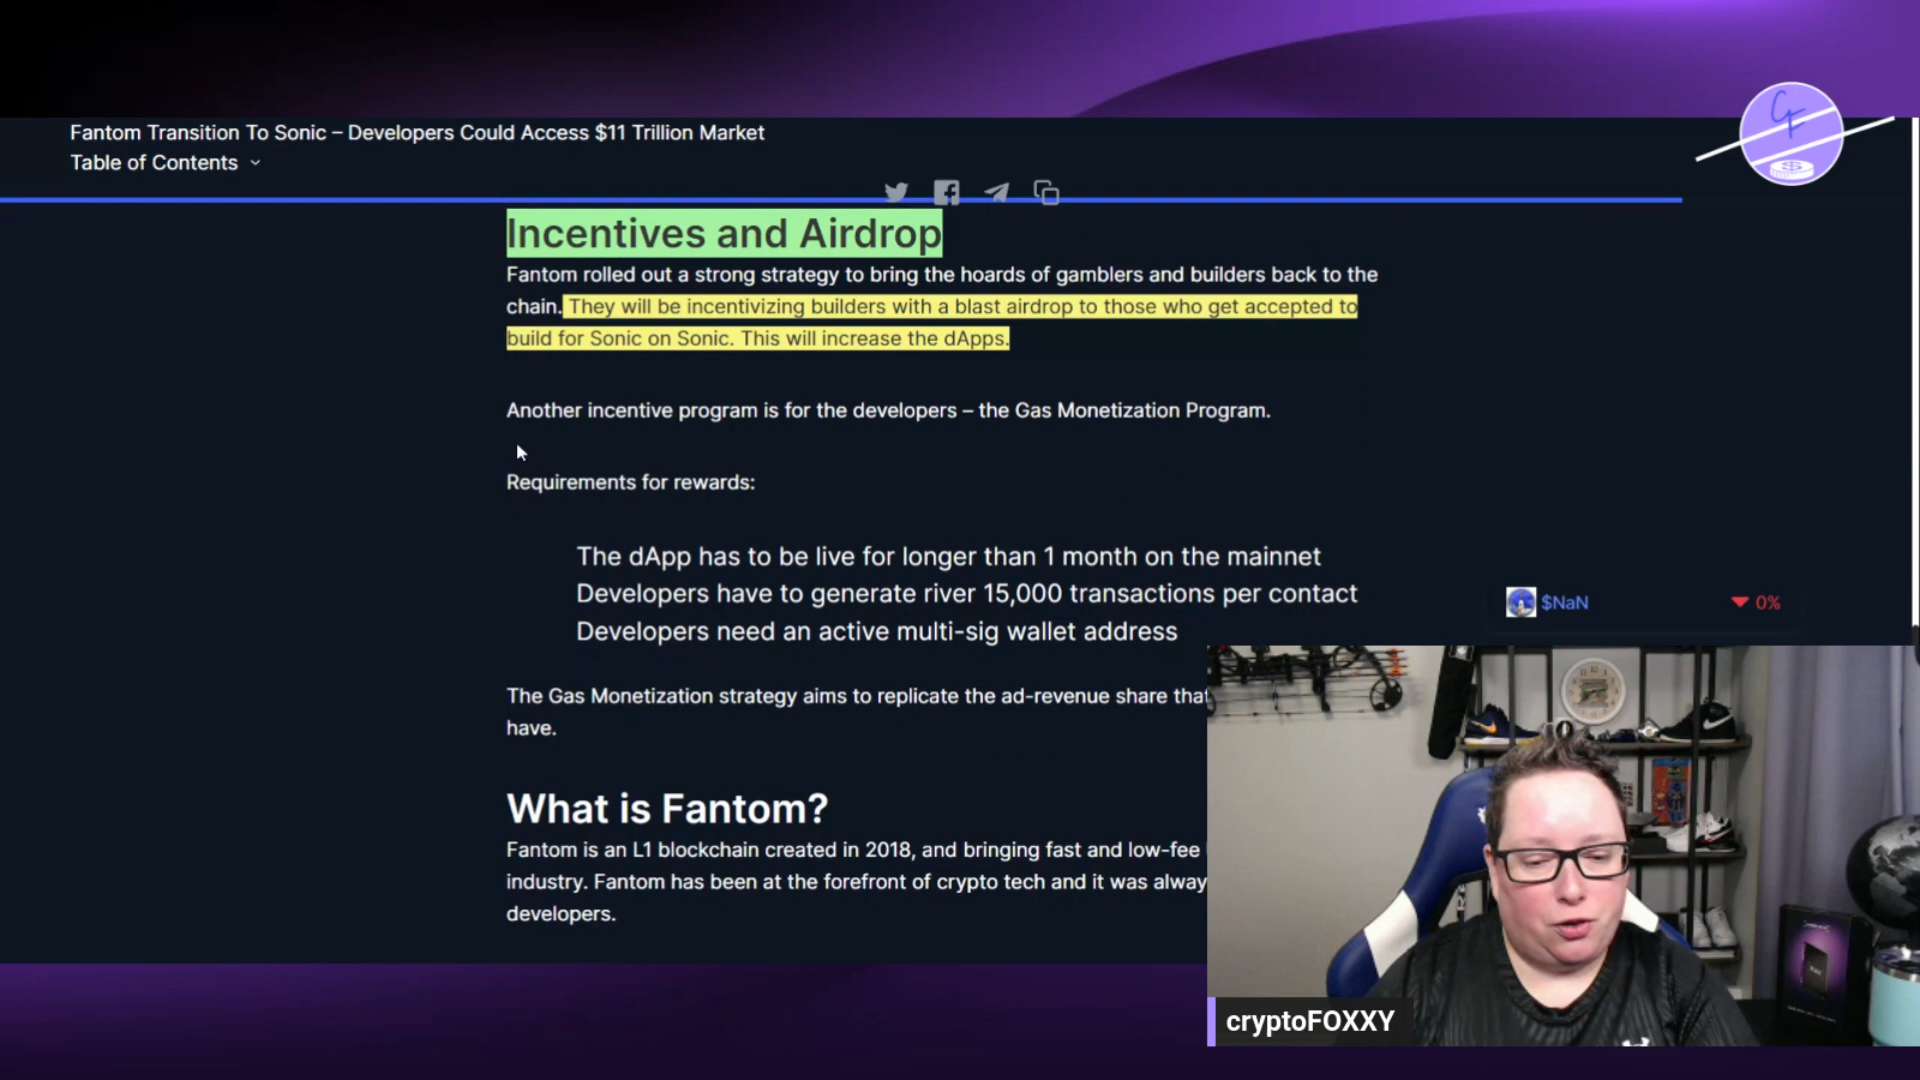 Fantom Transition To Sonic – Developers Could Access $11 Trillion Market
Table of Contents
CF
Incentives and Airdrop
Fantom rolled out a strong strategy to bring the hoards of gamblers and builders back to the
chain. They will be incentivizing builders with a blast airdrop to those who get accepted to
build for Sonic on Sonic. This will increase the dApps.
Another incentive program is for the developers – the Gas Monetization Program.
Requirements for rewards:
The dApp has to be live for longer than 1 month on the mainnet
Developers have to generate river 15,000 transactions per contact
Developers need an active multi-sig wallet address
$NaN
0%
The Gas Monetization strategy aims to replicate the ad-revenue share that
have.
What is Fantom?
Fantom is an L1 blockchain created in 2018, and bringing fast and low-fee
industry. Fantom has been at the forefront of crypto tech and it was alway
developers.
cryptoFOXXY